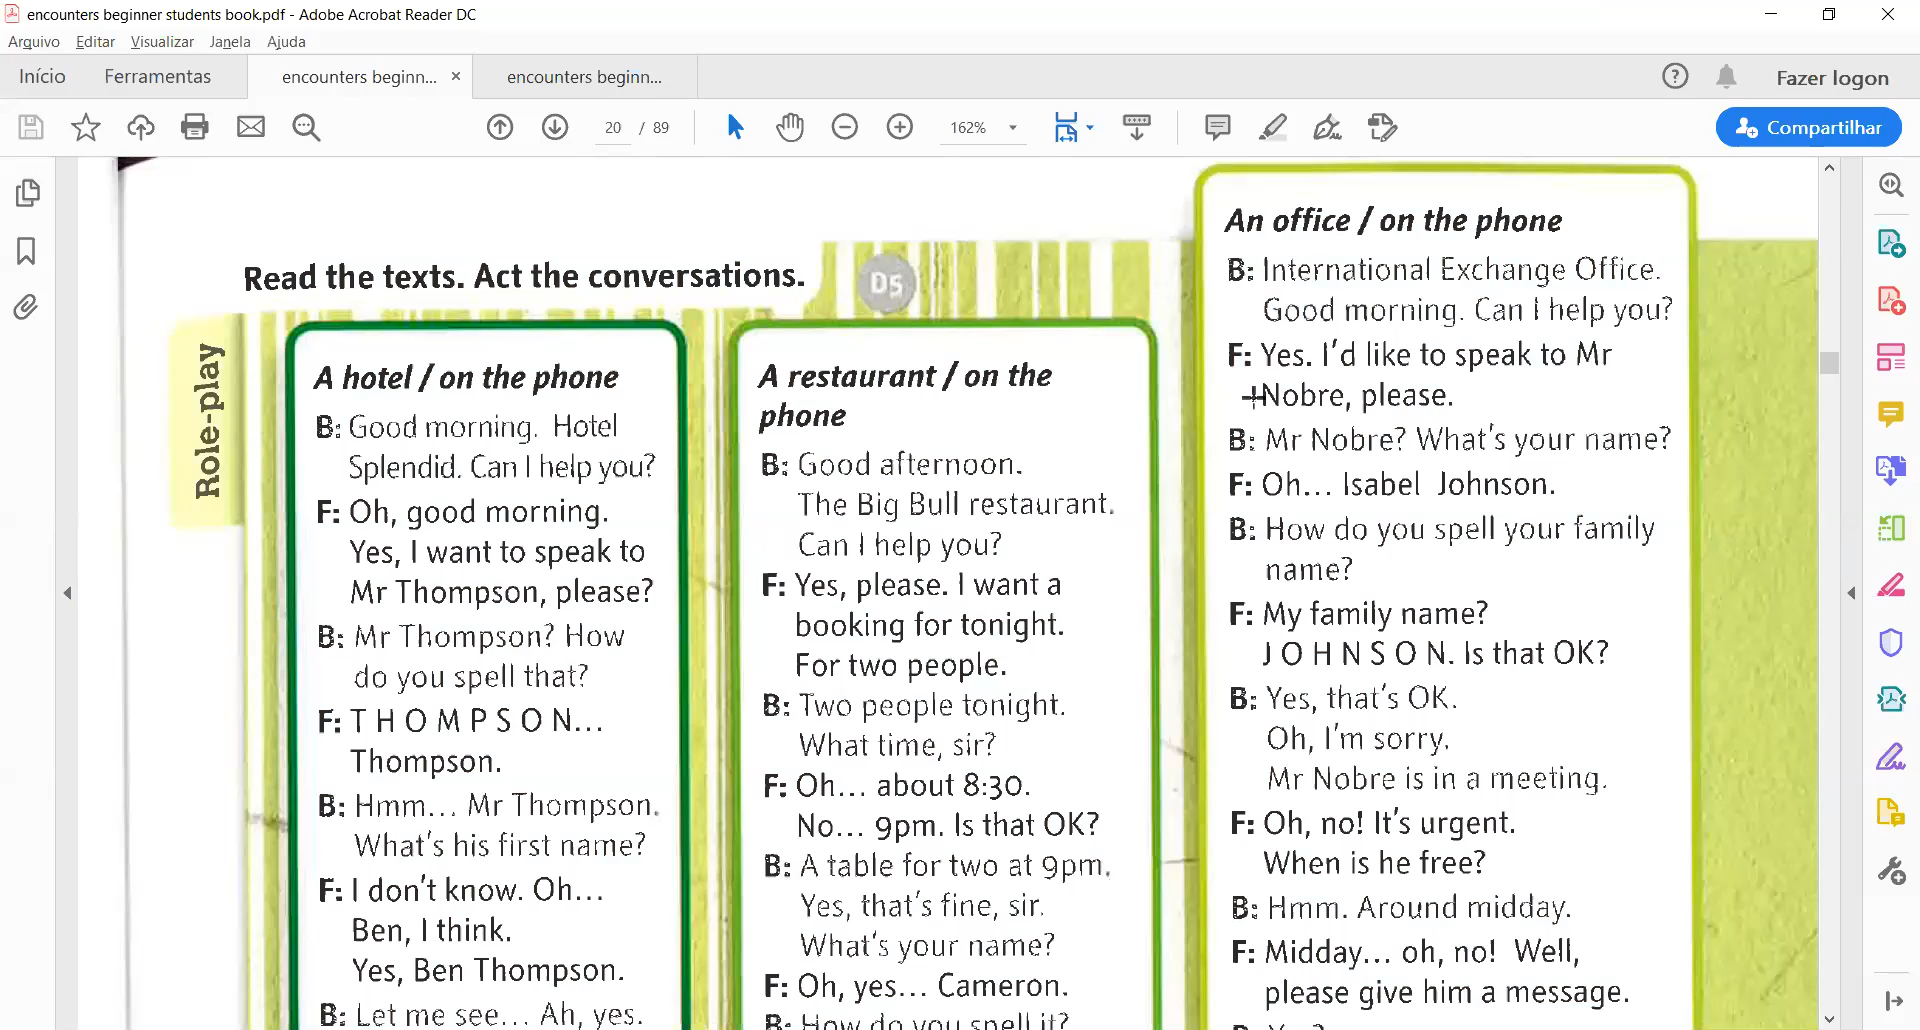 encounters beginner students book.pdf - Adobe Acrobat Reader DC
Arquivo Editar Visualizar Janela Ajuda
Início Ferramentas encounters beginn... × encounters beginn... Fazer logon
20 / 89 162% Compartilhar
Read the texts. Act the conversations.
D5
Role-play
A hotel / on the phone
B: Good morning. Hotel
Splendid. Can I help you?
F: Oh, good morning.
Yes, I want to speak to
Mr Thompson, please?
B: Mr Thompson? How
do you spell that?
F: T H O M P S O N...
Thompson.
B: Hmm... Mr Thompson.
What's his first name?
F: I don't know. Oh...
Ben, I think.
Yes, Ben Thompson.
B: Let me see... Ah, yes.
A restaurant / on the
phone
B: Good afternoon.
The Big Bull restaurant.
Can I help you?
F: Yes, please. I want a
booking for tonight.
For two people.
B: Two people tonight.
What time, sir?
F: Oh... about 8:30.
No... 9pm. Is that OK?
B: A table for two at 9pm.
Yes, that's fine, sir.
What's your name?
F: Oh, yes... Cameron.
B: How do you spell it?
An office / on the phone
B: International Exchange Office.
Good morning. Can I help you?
F: Yes. I'd like to speak to Mr
Nobre, please.
B: Mr Nobre? What's your name?
F: Oh... Isabel Johnson.
B: How do you spell your family
name?
F: My family name?
J O H N S O N. Is that OK?
B: Yes, that's OK.
Oh, I'm sorry.
Mr Nobre is in a meeting.
F: Oh, no! It's urgent.
When is he free?
B: Hmm. Around midday.
F: Midday... oh, no! Well,
please give him a message.